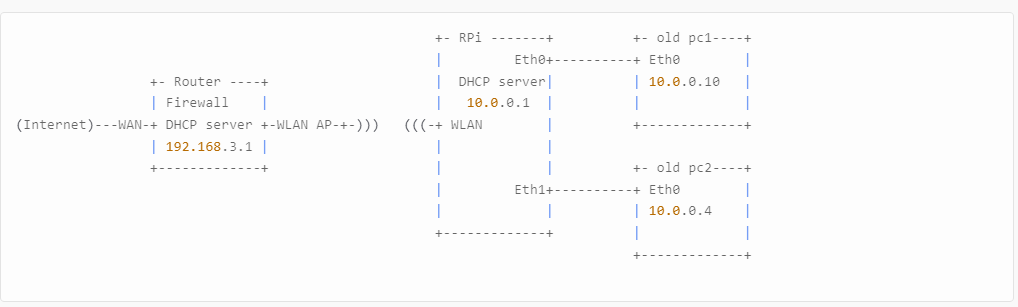 +- RPi -------+          +- old pc1----+
|         Eth0+----------+ Eth0        |
+- Router ----+                     |  DHCP server|          | 10.0.0.10   |
| Firewall    |                     |   10.0.0.1  |          |             |
(Internet)---WAN-+ DHCP server +-WLAN AP-+-)))   (((-+ WLAN        |          +-------------+
| 192.168.3.1 |                     |             |
+-------------+                     |             |          +- old pc2----+
|         Eth1+----------+ Eth0        |
|             |          | 10.0.0.4    |
+-------------+          |             |
+-------------+